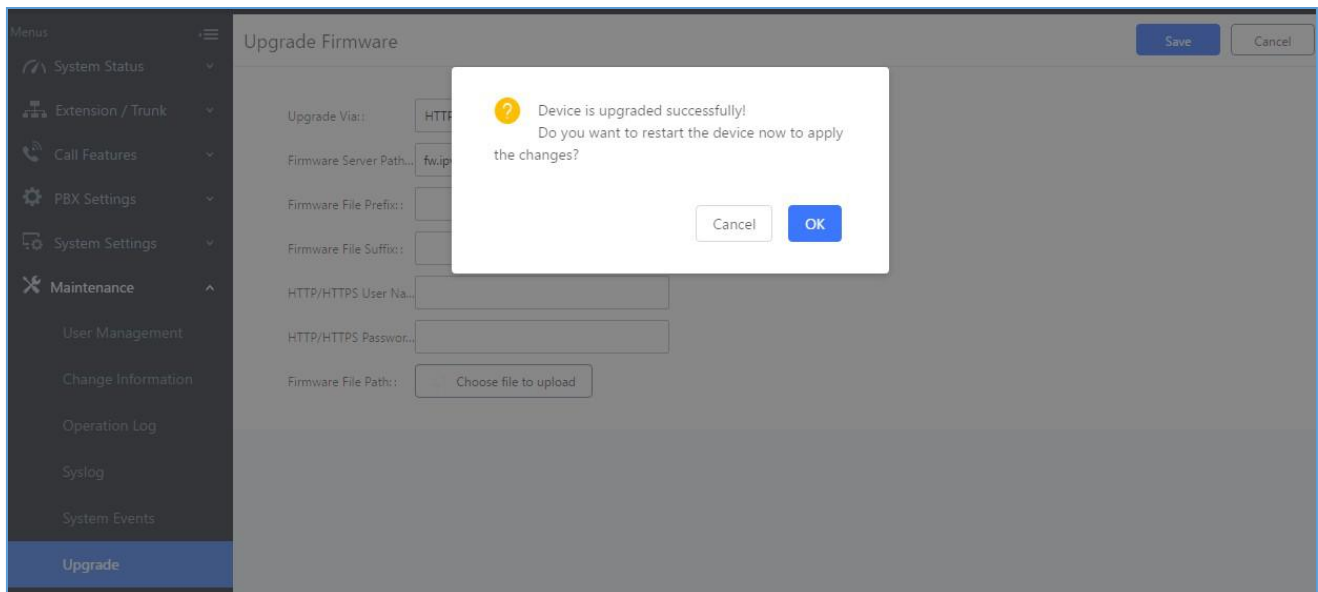 Menus
System Status
Extension / Trunk
Call Features
PBX Settings
System Settings
Maintenance
User Management
Change Information
Operation Log
Syslog
System Events
Upgrade
Upgrade Firmware
Save
Cancel
Upgrade Via::
HTTP
Firmware Server Path...
fw.ip
Firmware File Prefix::
Firmware File Suffix::
HTTP/HTTPS User Na...
HTTP/HTTPS Passwor...
Firmware File Path::
Choose file to upload
Device is upgraded successfully!
Do you want to restart the device now to apply
the changes?
Cancel
OK